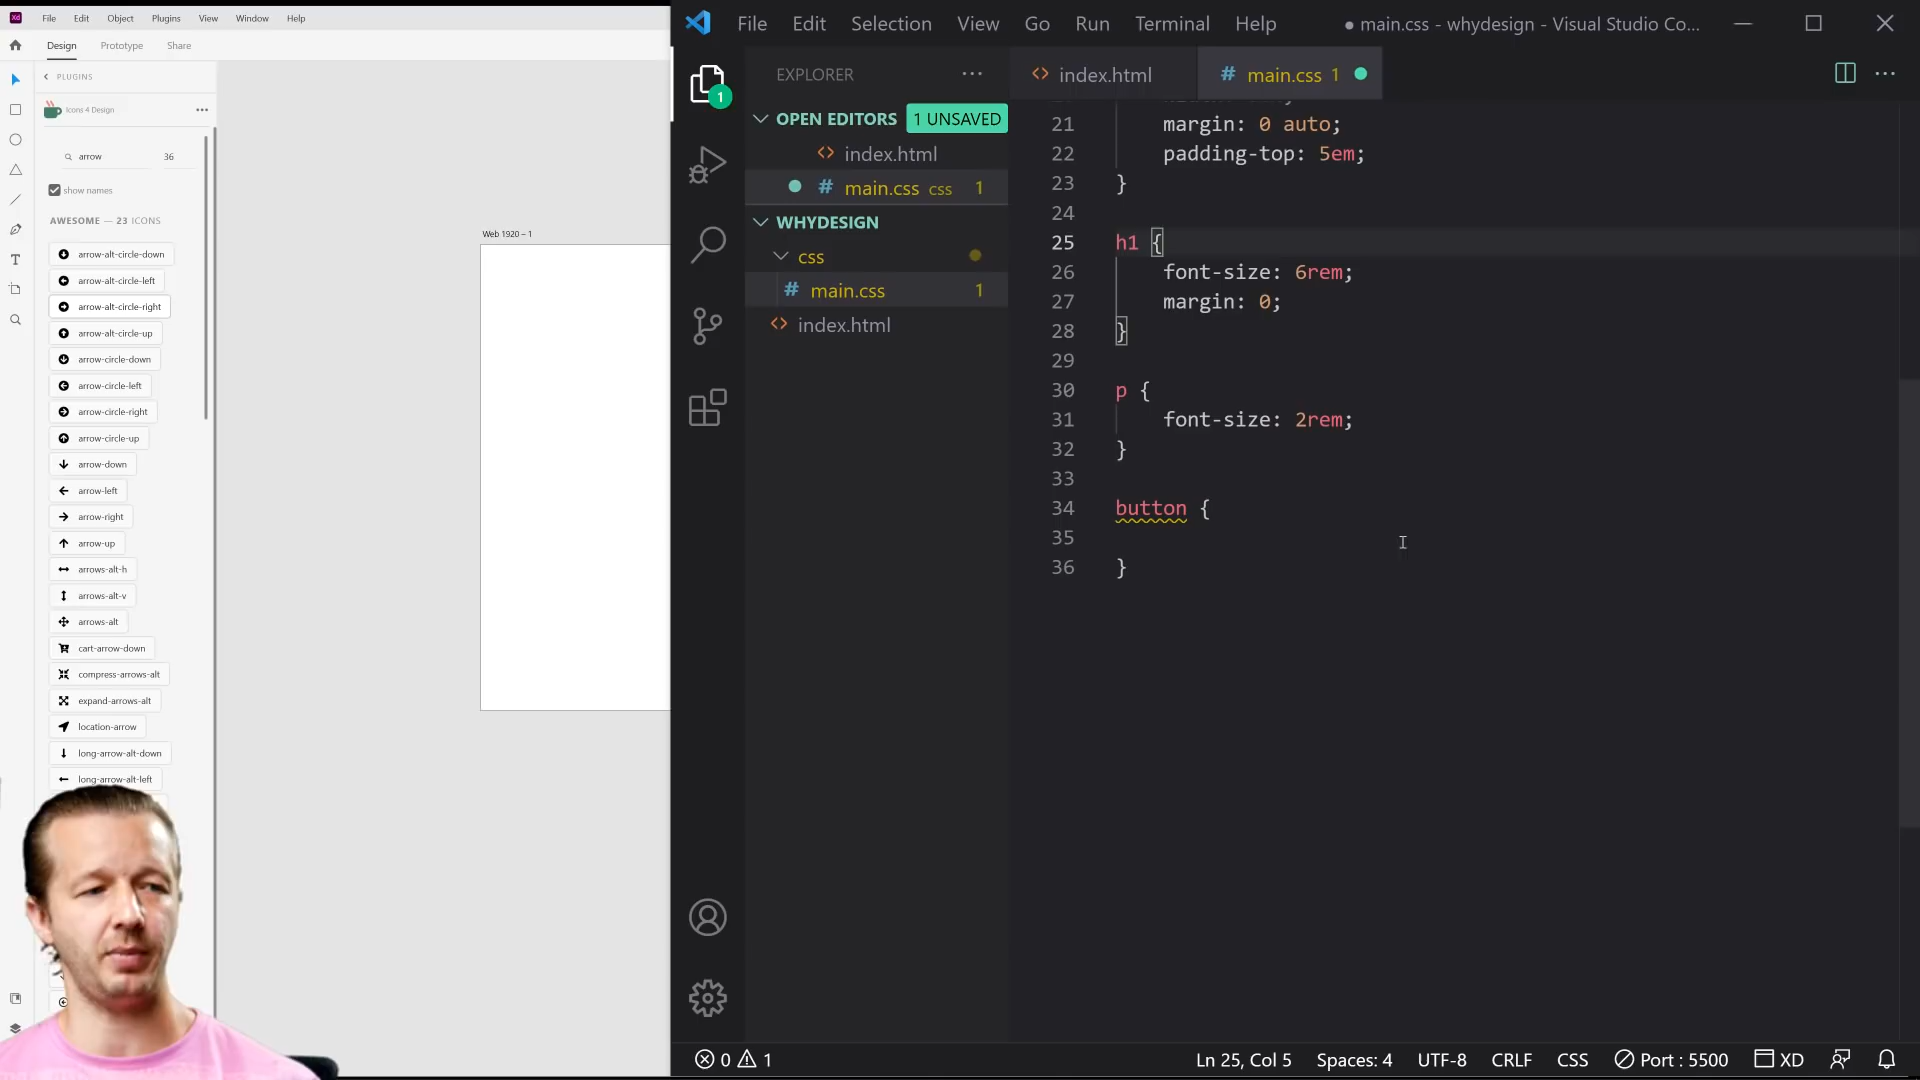 Xd File Edit Object Plugins View Window Help
Design Prototype Share
PLUGINS
Icons 4 Design
arrow 36
show names
AWESOME — 23 ICONS
arrow-alt-circle-down
arrow-alt-circle-left
arrow-alt-circle-right
arrow-alt-circle-up
arrow-circle-down
arrow-circle-left
arrow-circle-right
arrow-circle-up
arrow-down
arrow-left
arrow-right
arrow-up
arrows-alt-h
arrows-alt-v
arrows-alt
cart-arrow-down
compress-arrows-alt
expand-arrows-alt
location-arrow
long-arrow-alt-down
long-arrow-alt-left
Web 1920 – 1
File Edit Selection View Go Run Terminal Help ● main.css - whydesign - Visual Studio Co...
EXPLORER
1
OPEN EDITORS 1 UNSAVED
<> index.html
# main.css css 1
WHYDESIGN
css
# main.css 1
<> index.html
<> index.html # main.css 1
21 margin: 0 auto;
22 padding-top: 5em;
23 }
24
25 h1 {
26 font-size: 6rem;
27 margin: 0;
28 }
29
30 p {
31 font-size: 2rem;
32 }
33
34 button {
35
36 }
0 1 Ln 25, Col 5 Spaces: 4 UTF-8 CRLF CSS Port : 5500 XD